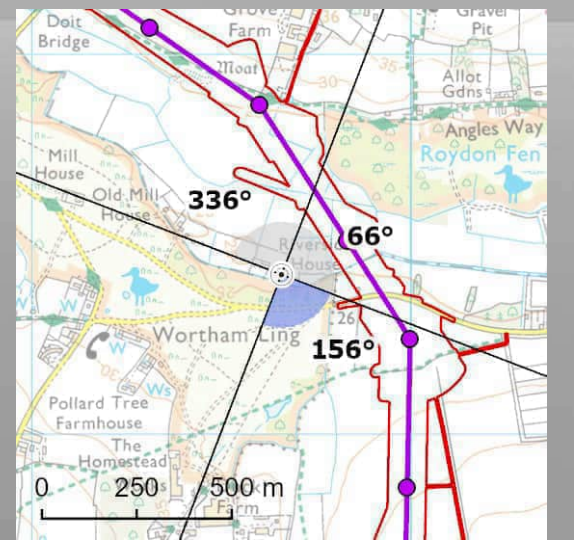 Doit
Bridge
Grove
Farm
Gravel
Pit
Moat
35
30
Allot
Gdns
Angles Way
Roydon Fen
Mill
House
Old Mill
House
336°
66°
Riverside
House
W
W
W
Wortham Ling
26
156°
Ws
Pollard Tree
Farmhouse
The
Homestead
Farm
0 250 500 m